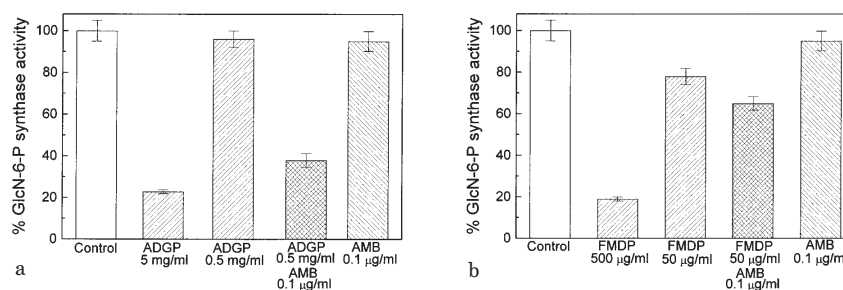 % GlcN-6-P synthase activity
100
80
60
40
20
0
Control
ADGP
5 mg/ml
ADGP
0.5 mg/ml
ADGP
0.5 mg/ml
AMB
0.1 µg/ml
AMB
0.1 µg/ml
a
% GlcN-6-P synthase activity
100
80
60
40
20
0
Control
FMDP
500 µg/ml
FMDP
50 µg/ml
FMDP
50 µg/ml
AMB
0.1 µg/ml
AMB
0.1 µg/ml
b